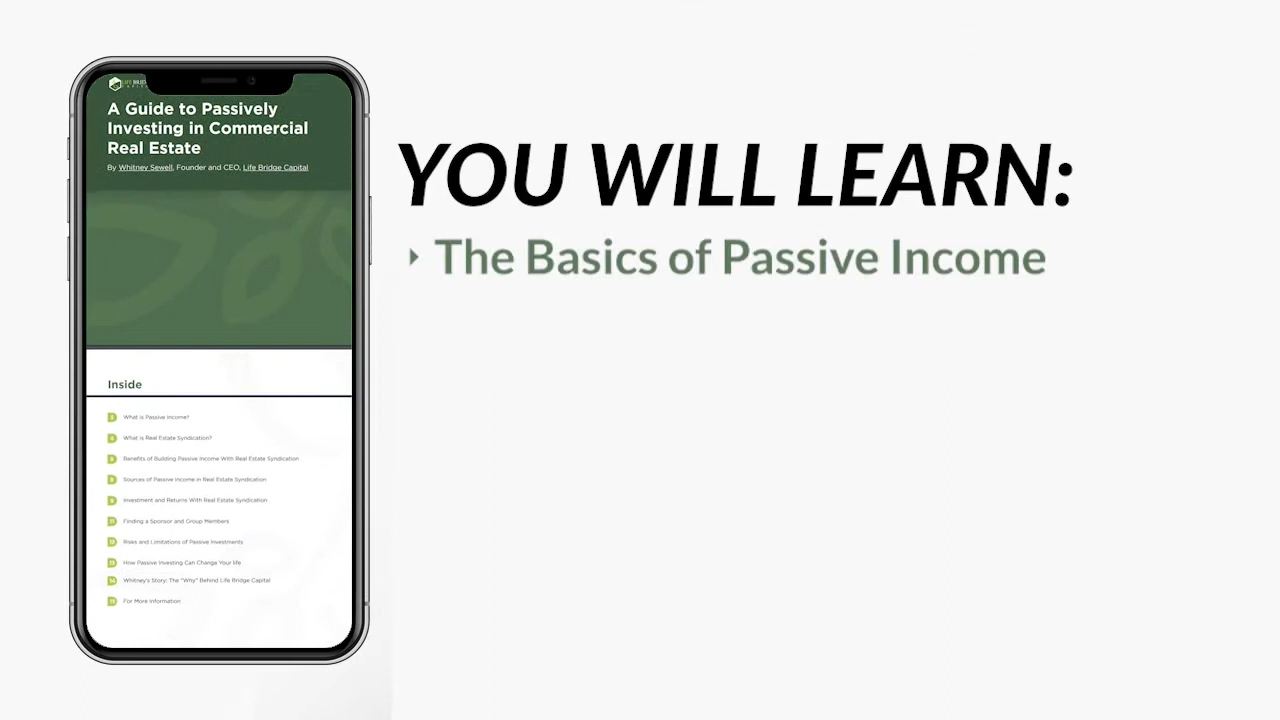 A Guide to Passively
Investing in Commercial
Real Estate
By Whitney Sewell, Founder and CEO, Life Bridge Capital
Inside
What is Passive Income?
What is Real Estate Syndication?
Benefits of Building Passive Income With Real Estate Syndication
Sources of Passive Income in Real Estate Syndication
Investment and Returns With Real Estate Syndication
Finding a Sponsor and Group Members
Risks and Limitations of Passive Investments
How Passive Investing Can Change Your life
Whitney's Story: The "Why" Behind Life Bridge Capital
For More Information
YOU WILL LEARN:
The Basics of Passive Income